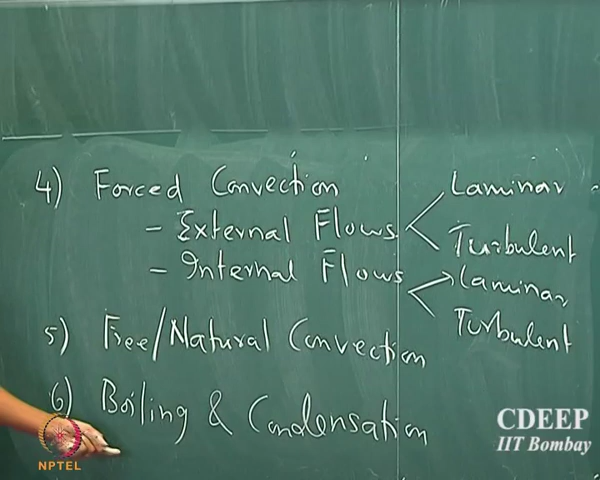 4) Forced Convection
- External Flows < Laminar
Turbulent
- Internal Flows < Laminar
Turbulent
5) Free/Natural Convection
6) Boiling & Condensation
NPTEL
CDEEP
IIT Bombay